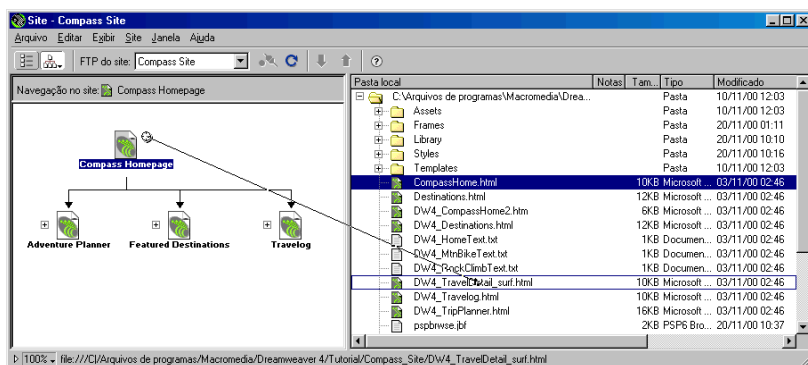 Site - Compass Site
Arquivo Editar Exibir Site Janela Ajuda
FTP do site: Compass Site
Navegação no site: Compass Homepage
Compass Homepage
Adventure Planner Featured Destinations Travelog
Pasta local Notas Tam... Tipo Modificado
C:\Arquivos de programas\Macromedia\Drea... Pasta 10/11/00 12:03
Assets Pasta 10/11/00 12:03
Frames Pasta 20/11/00 01:11
Library Pasta 20/11/00 10:10
Styles Pasta 20/11/00 10:16
Templates Pasta 10/11/00 12:03
CompassHome.html 10KB Microsoft ... 03/11/00 02:46
Destinations.html 12KB Microsoft ... 03/11/00 02:46
DW4_CompassHome2.htm 6KB Microsoft ... 03/11/00 02:46
DW4_Destinations.html 12KB Microsoft ... 03/11/00 02:46
DW4_HomeText.txt 1KB Documen... 03/11/00 02:46
DW4_MtnBikeText.txt 1KB Documen... 03/11/00 02:46
DW4_RockClimbText.txt 1KB Documen... 03/11/00 02:46
DW4_TravelDetail_surf.html 10KB Microsoft ... 03/11/00 02:46
DW4_Travelog.html 10KB Microsoft ... 03/11/00 02:46
DW4_TripPlanner.html 16KB Microsoft ... 03/11/00 02:46
pspbrwse.jbf 2KB PSP6 Bro... 20/11/00 10:37
100% file:///C|/Arquivos de programas/Macromedia/Dreamweaver 4/Tutorial/Compass_Site/DW4_TravelDetail_surf.html